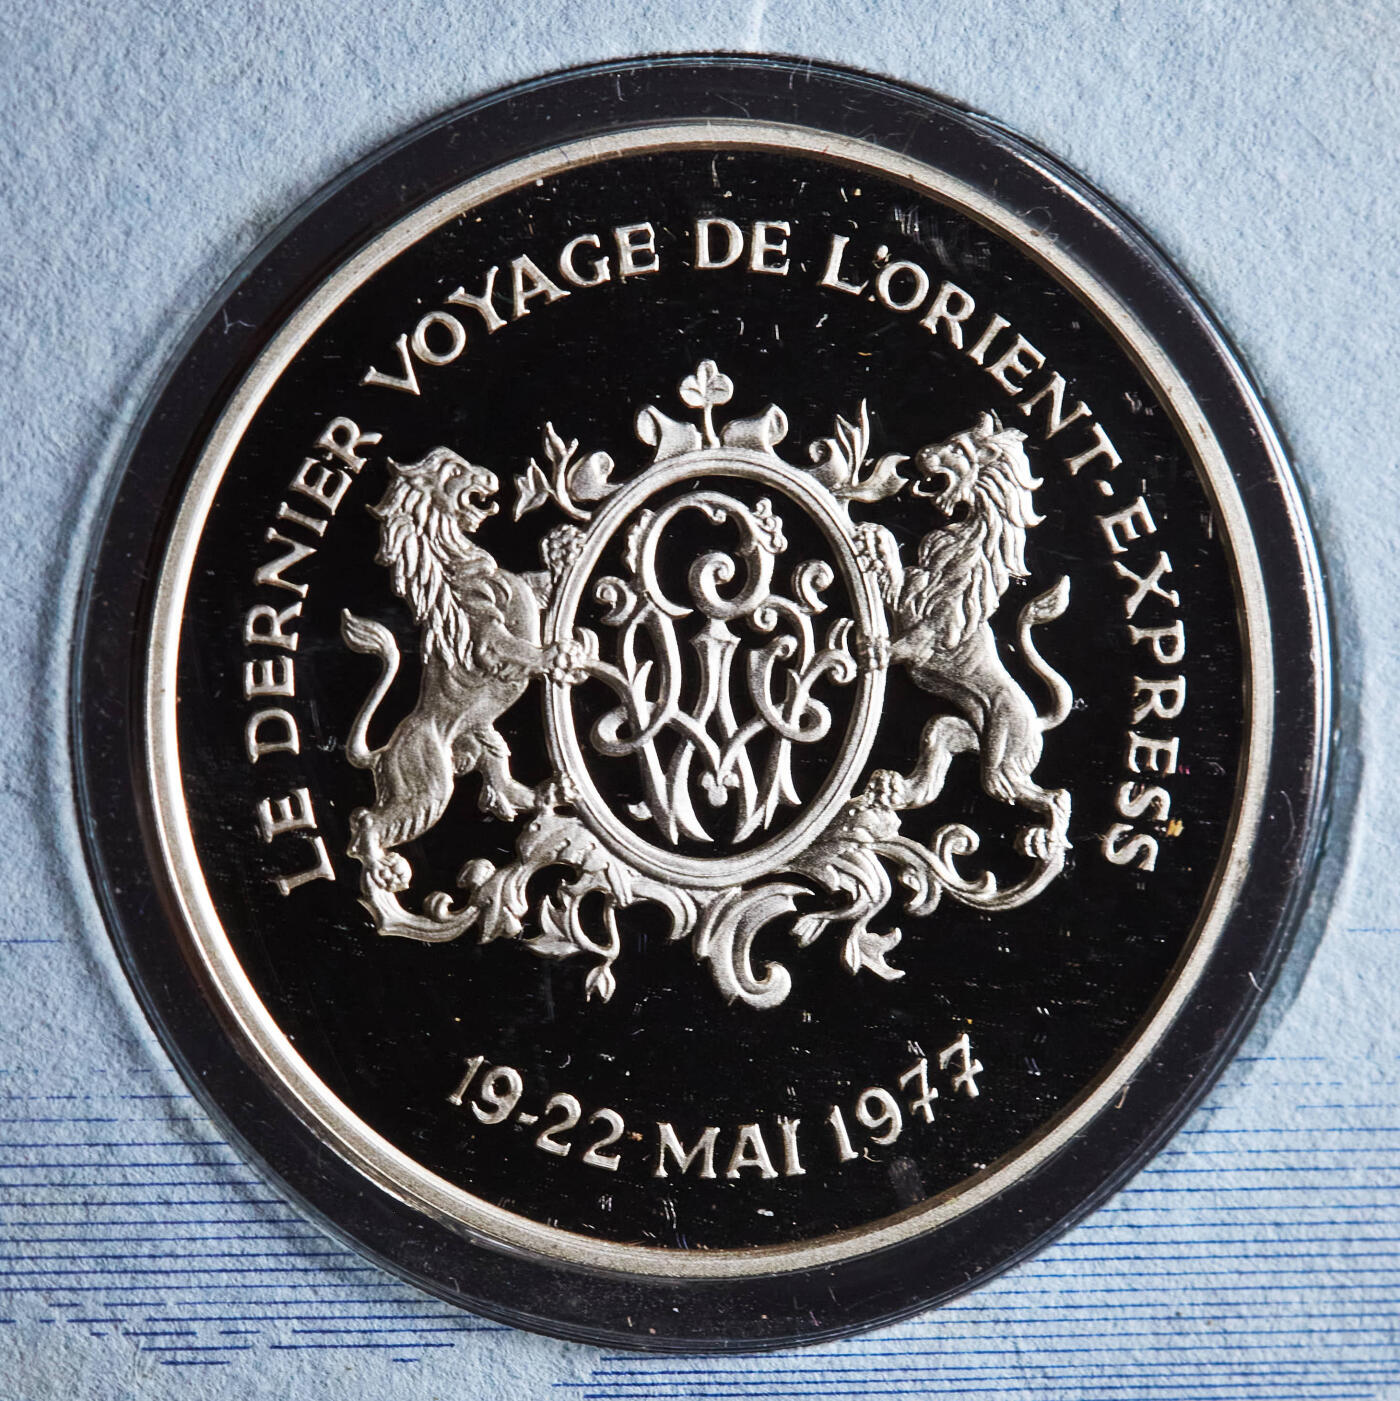 LE DERNIER VOYAGE DE L'ORIENT-EXPRESS
19-22 MAI 1977